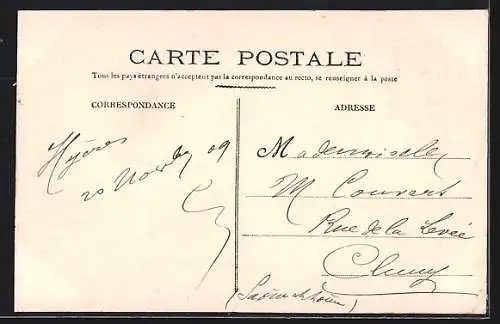 CARTE POSTALE
Tous les pays étrangers n'acceptent pas la correspondance au recto, se renseigner à la poste
CORRESPONDANCE
Hyères
20 Novbre 09
ADRESSE
Mademoiselle
M Couvert
Rue de la Levée
Cluny
(Saône et Loire)